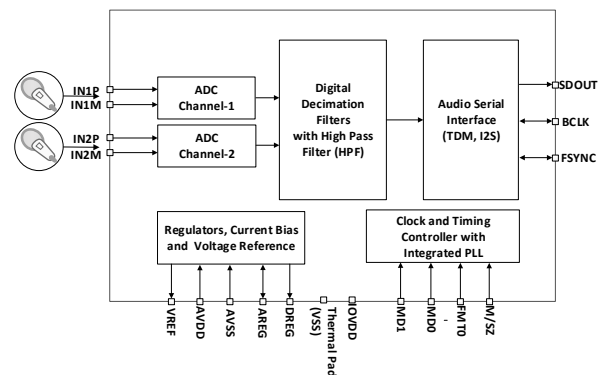 IN1P
IN1M
IN2P
IN2M
ADC
Channel-1
ADC
Channel-2
Digital
Decimation
Filters
with High Pass
Filter (HPF)
Audio Serial
Interface
(TDM, I2S)
SDOUT
BCLK
FSYNC
Regulators, Current Bias
and Voltage Reference
Clock and Timing
Controller with
Integrated PLL
VREF
AVDD
AVSS
AREG
DREG
Thermal Pad
(VSS)
IOVDD
MD1
MD0
-
FMT0
M/SZ